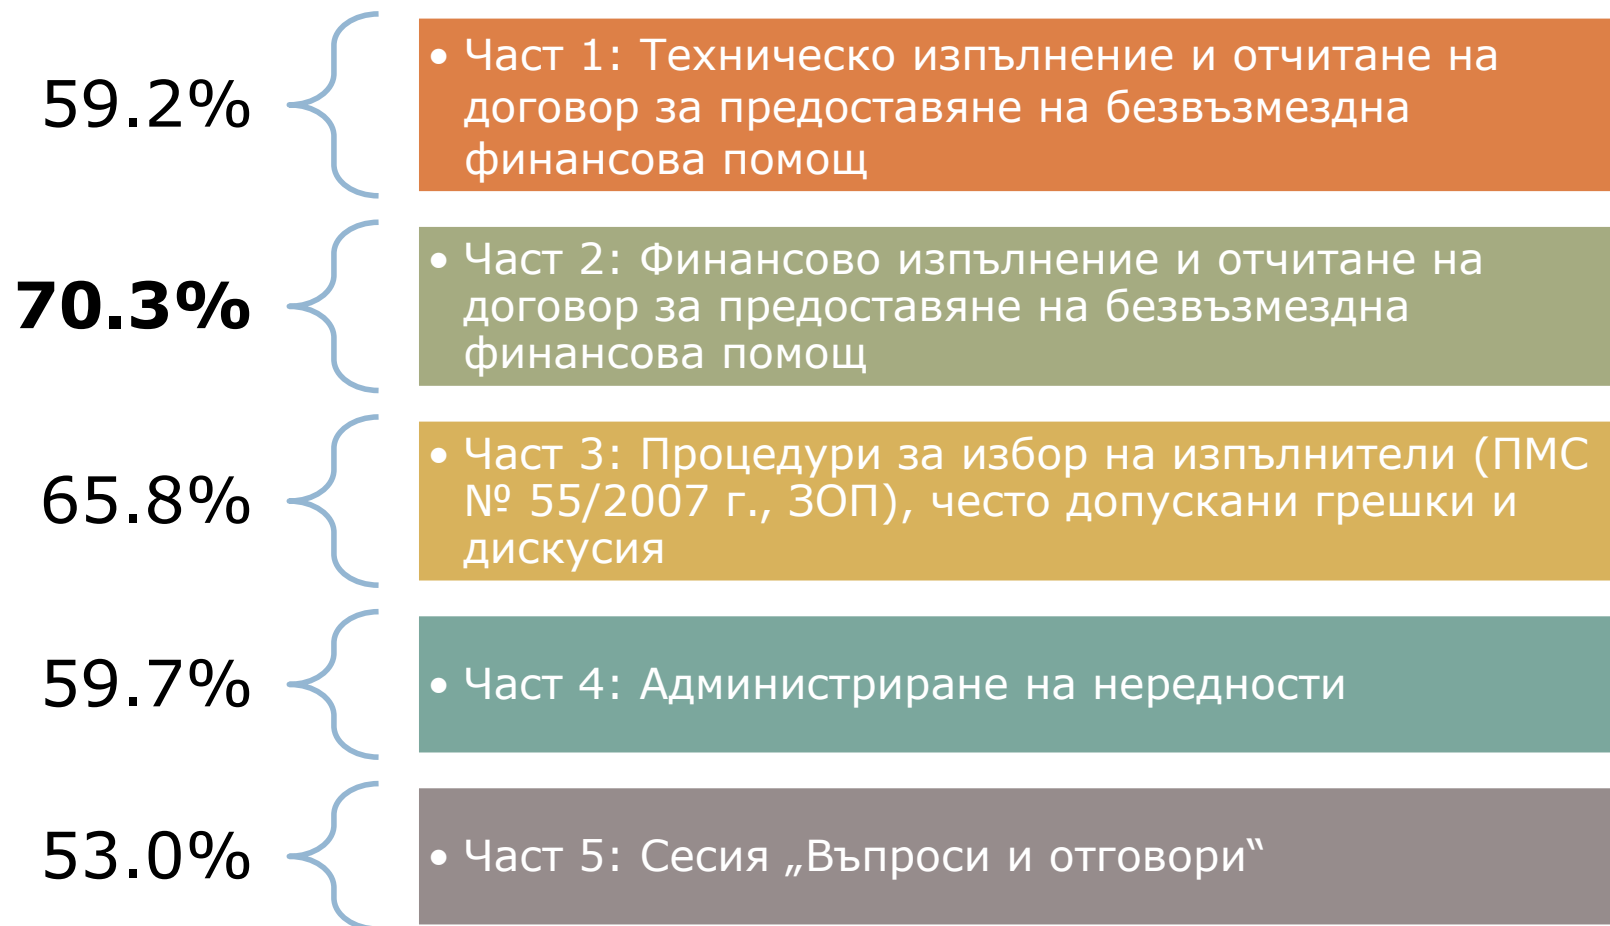 59.2%
• Част 1: Техническо изпълнение и отчитане на
договор за предоставяне на безвъзмездна
финансова помощ
70.3%
• Част 2: Финансово изпълнение и отчитане на
договор за предоставяне на безвъзмездна
финансова помощ
65.8%
• Част 3: Процедури за избор на изпълнители (ПМС
№ 55/2007 г., ЗОП), често допускани грешки и
дискусия
59.7%
• Част 4: Администриране на нередности
53.0%
• Част 5: Сесия „Въпроси и отговори“